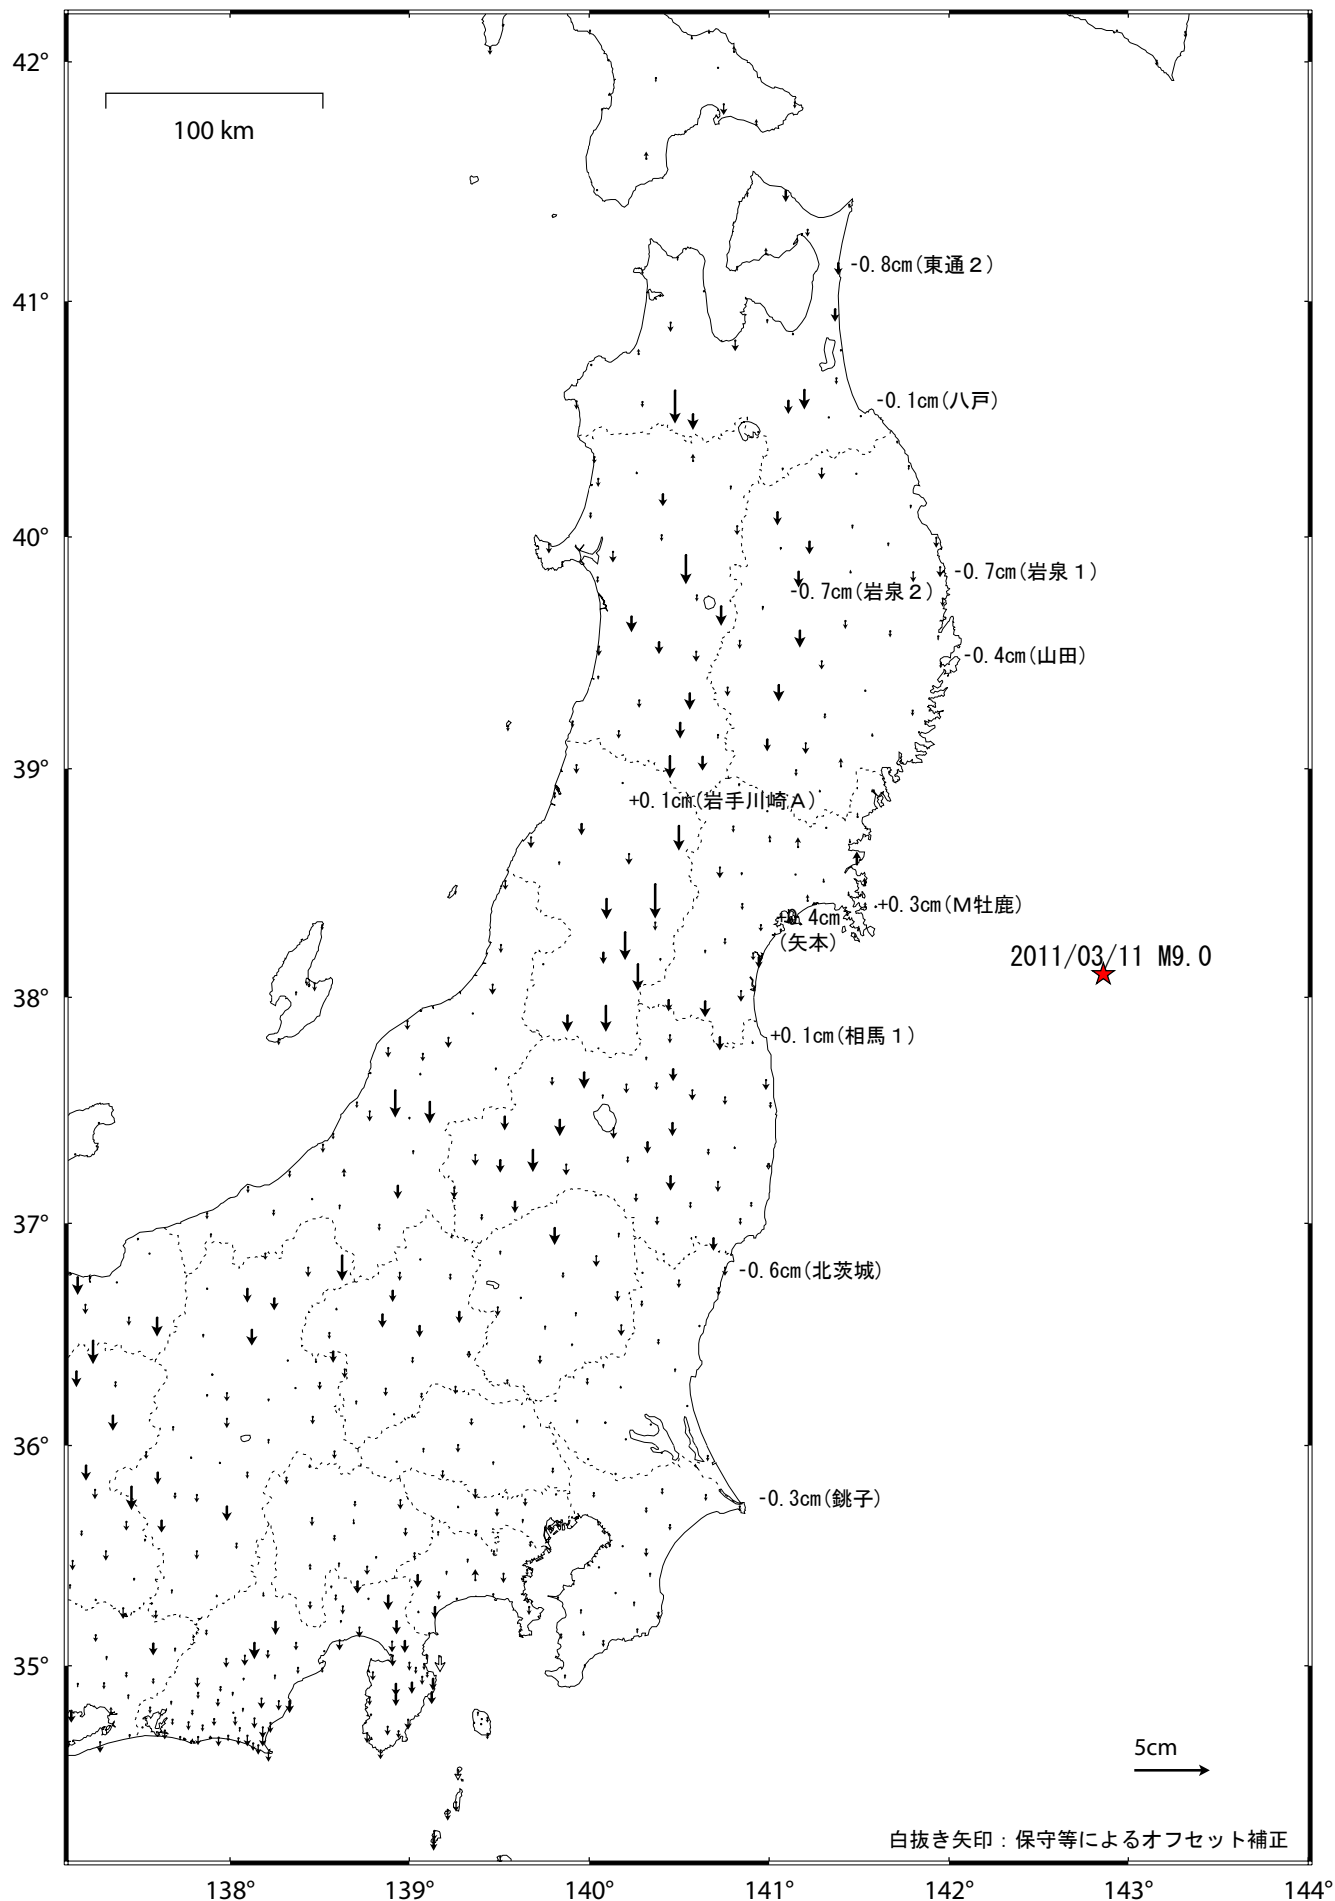 42°
100 km
-0.8cm(東通２)
41°
-0.1cm(八戸)
40°
-0.7cm(岩泉１)
-0.7cm(岩泉２)
-0.4cm(山田)
39°
+0.1cm(岩手川崎Ａ)
+0.3cm(Ｍ牡鹿)
+0.4cm
(矢本)
2011/03/11 M9.0
38°
+0.1cm(相馬１)
37°
-0.6cm(北茨城)
36°
-0.3cm(銚子)
35°
5cm
白抜き矢印：保守等によるオフセット補正
138° 139° 140° 141° 142° 143° 144°